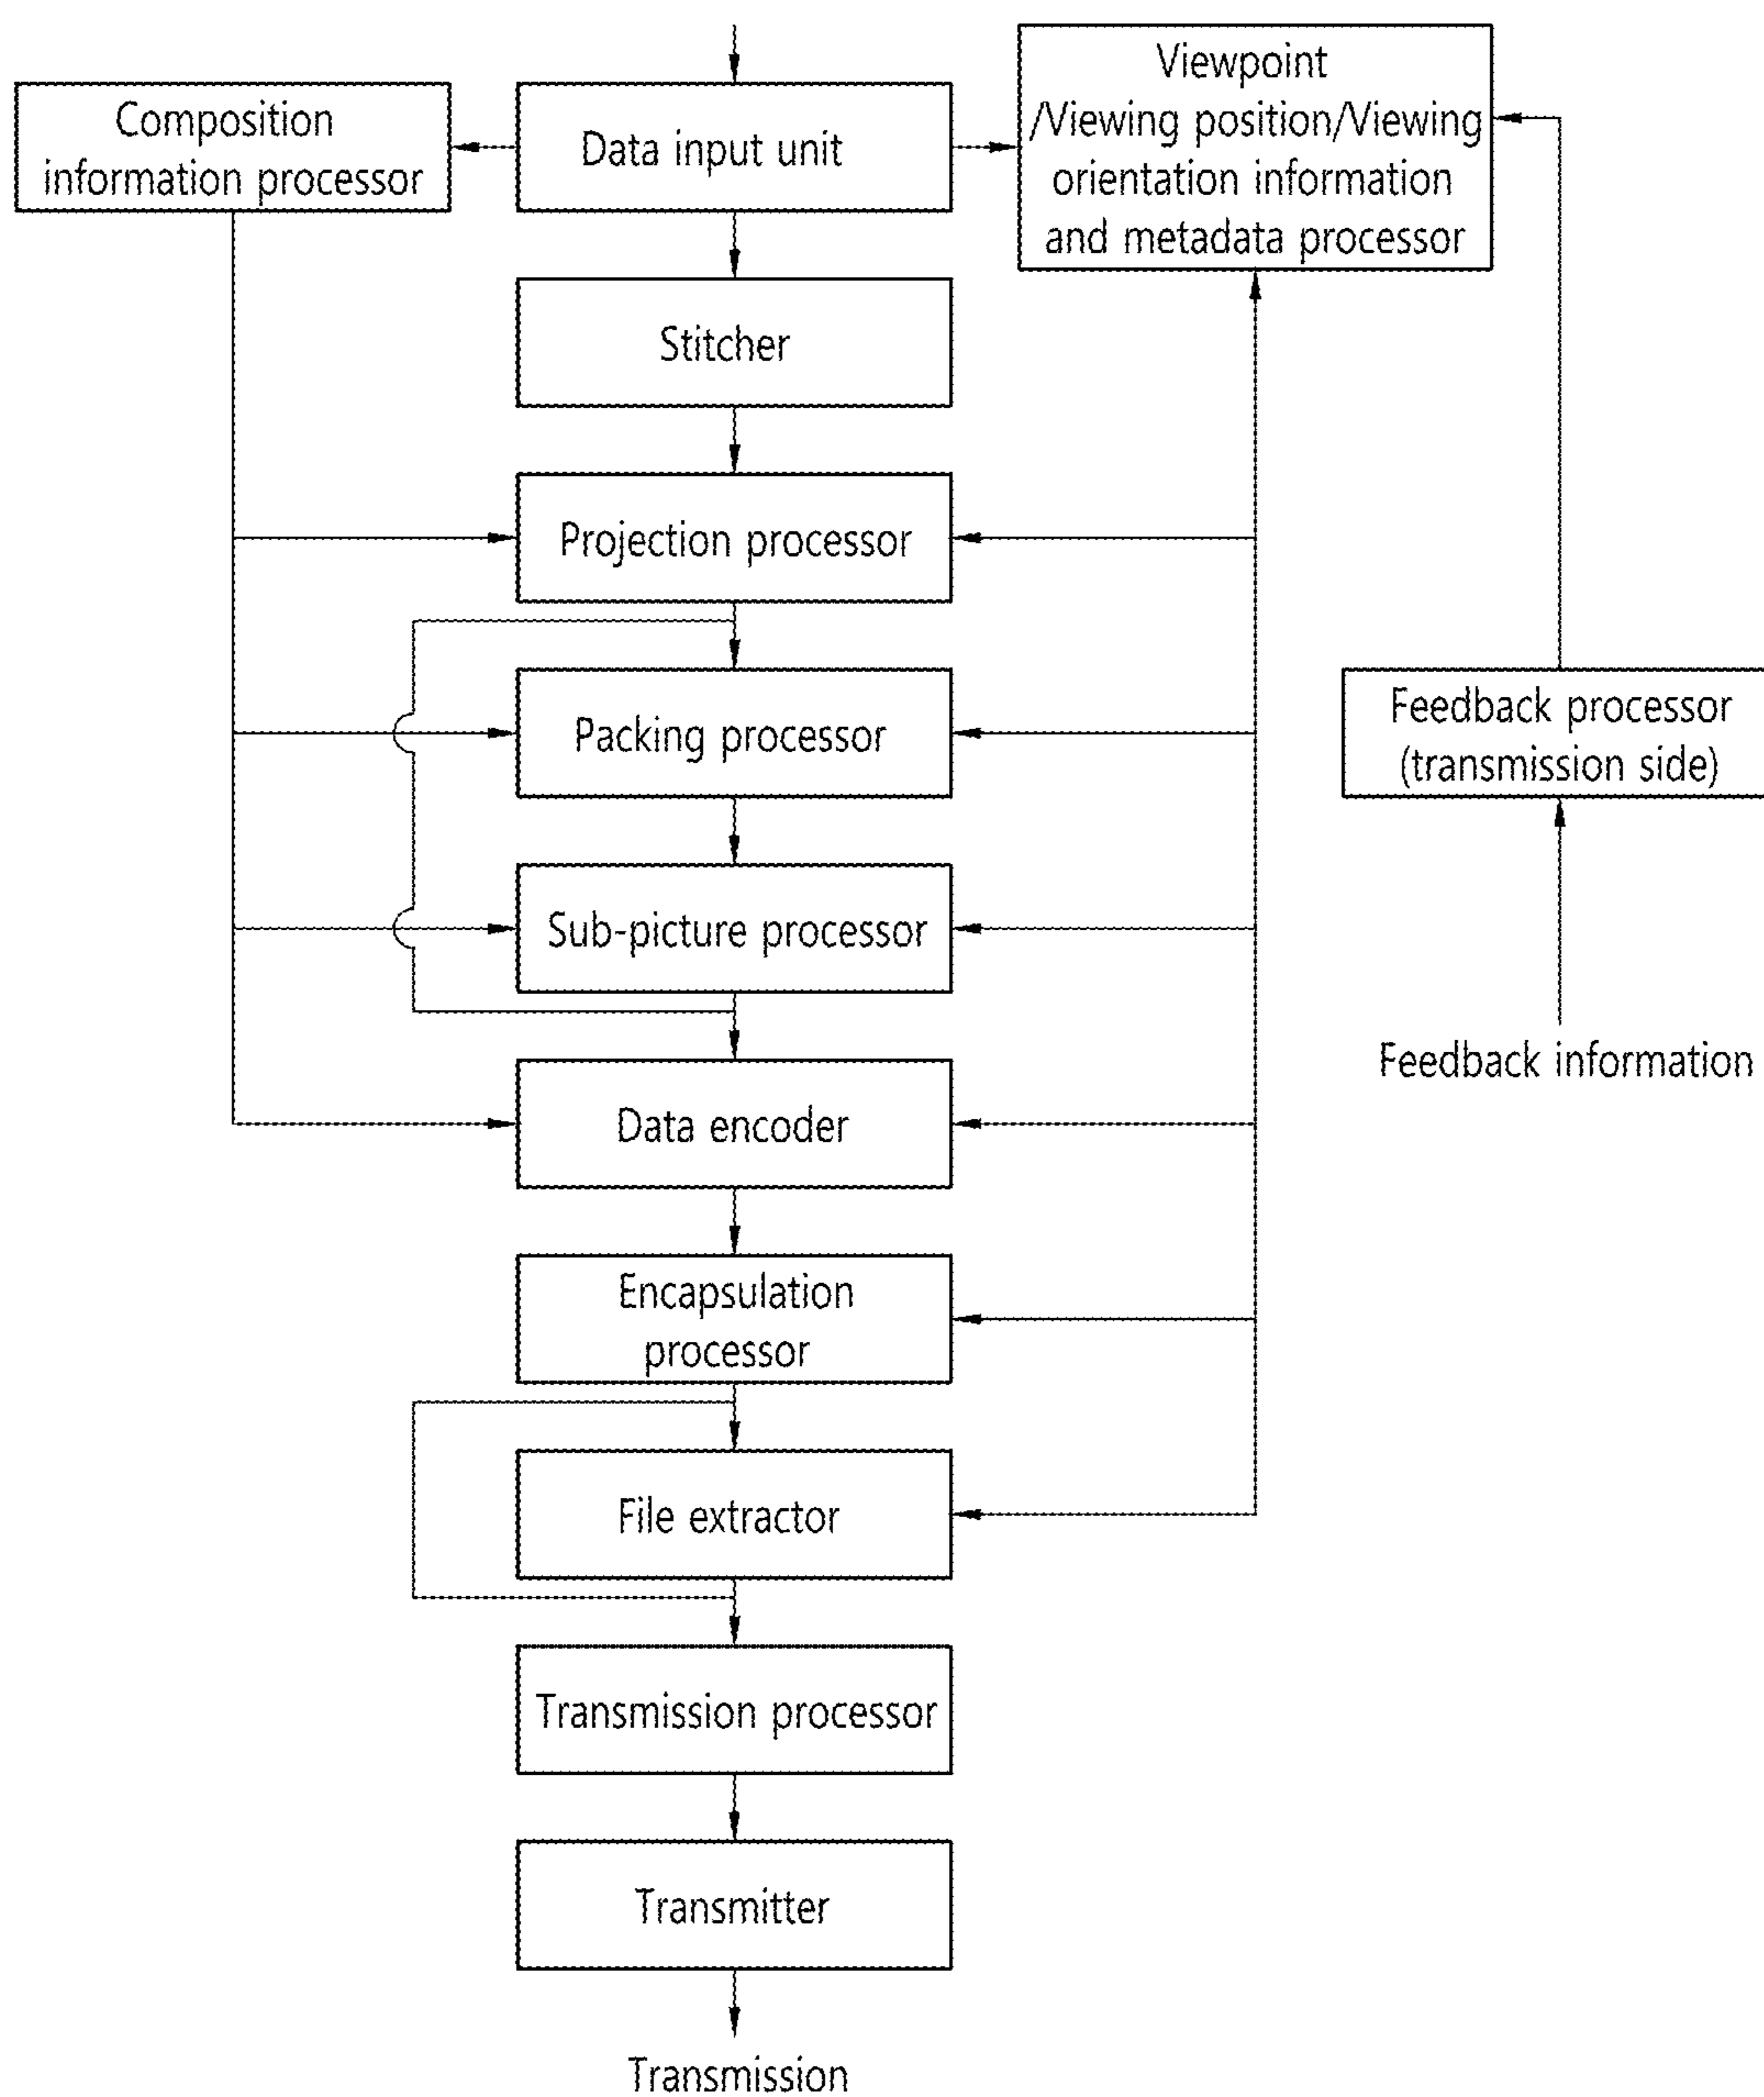 Composition
information processor
Data input unit
Viewpoint
/Viewing position/Viewing
orientation information
and metadata processor
Stitcher
Projection processor
Packing processor
Feedback processor
(transmission side)
Sub-picture processor
Feedback information
Data encoder
Encapsulation
processor
File extractor
Transmission processor
Transmitter
Transmission